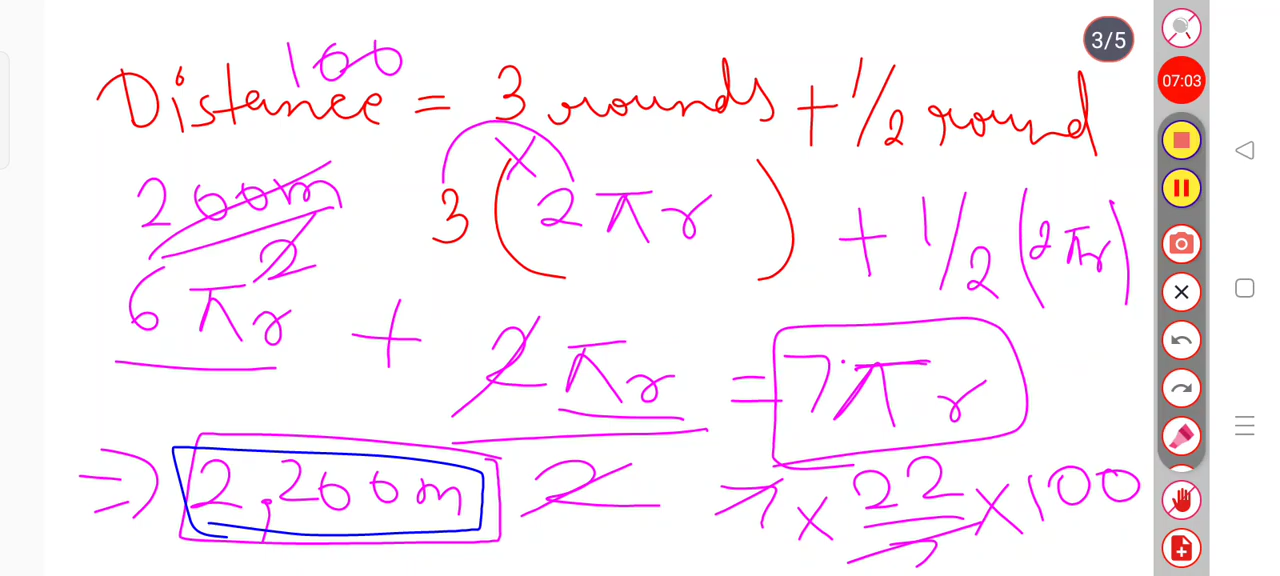 3/5
100
07:03
Distance = 3 rounds + 1/2 round
200m / 2
3 ( 2πr ) + 1/2 (2πr)
6πr + 2πr / 2 = 7πr
⇒ 2,200m
7 × 22/7 × 100